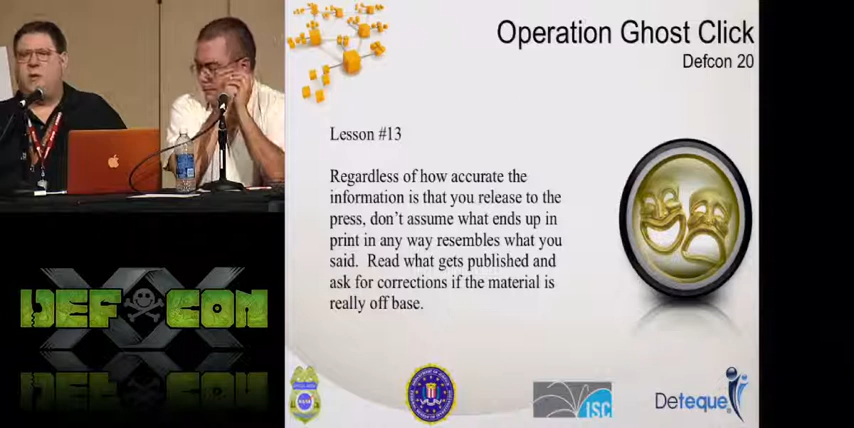 Operation Ghost Click
Defcon 20
Lesson #13
Regardless of how accurate the
information is that you release to the
press, don't assume what ends up in
print in any way resembles what you
said. Read what gets published and
ask for corrections if the material is
really off base.
DEFCON
XX
ISC
Deteque